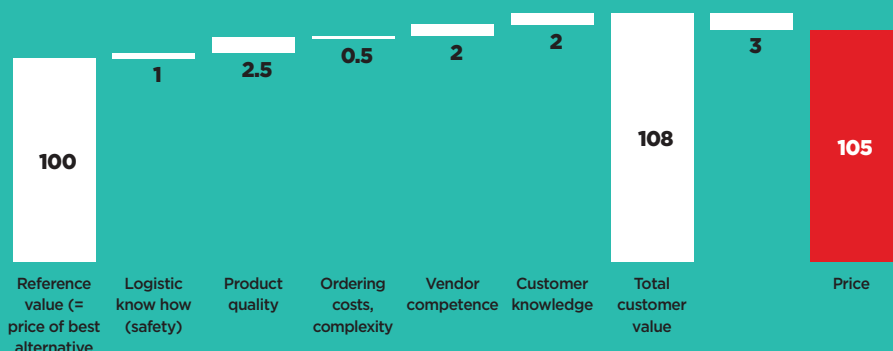 100
1
2.5
0.5
2
2
108
3
105
Reference
value (=
price of best
alternative
Logistic
know how
(safety)
Product
quality
Ordering
costs,
complexity
Vendor
competence
Customer
knowledge
Total
customer
value
Price